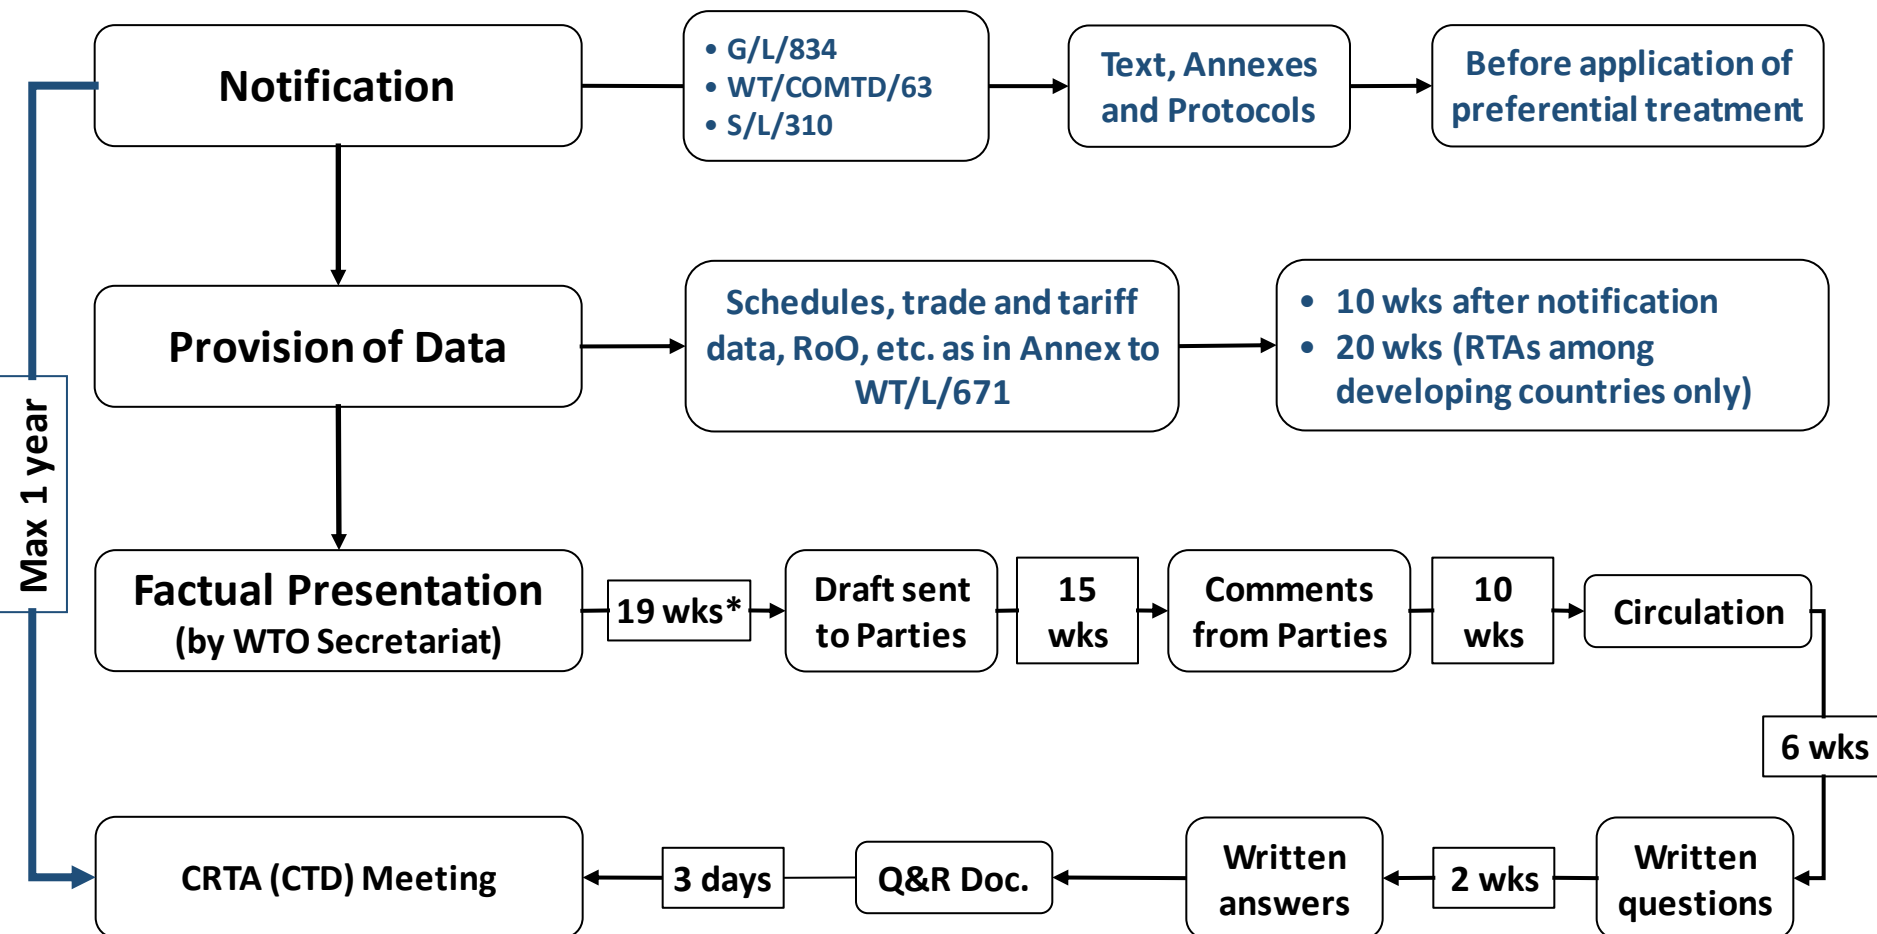 Notification
• G/L/834
• WT/COMTD/63
• S/L/310
Text, Annexes
and Protocols
Before application of
preferential treatment
Provision of Data
Schedules, trade and tariff
data, RoO, etc. as in Annex to
WT/L/671
• 10 wks after notification
• 20 wks (RTAs among
developing countries only)
Max 1 year
Factual Presentation
(by WTO Secretariat)
19 wks*
Draft sent
to Parties
15
wks
Comments
from Parties
10
wks
Circulation
6 wks
Written
questions
2 wks
Written
answers
Q&R Doc.
3 days
CRTA (CTD) Meeting